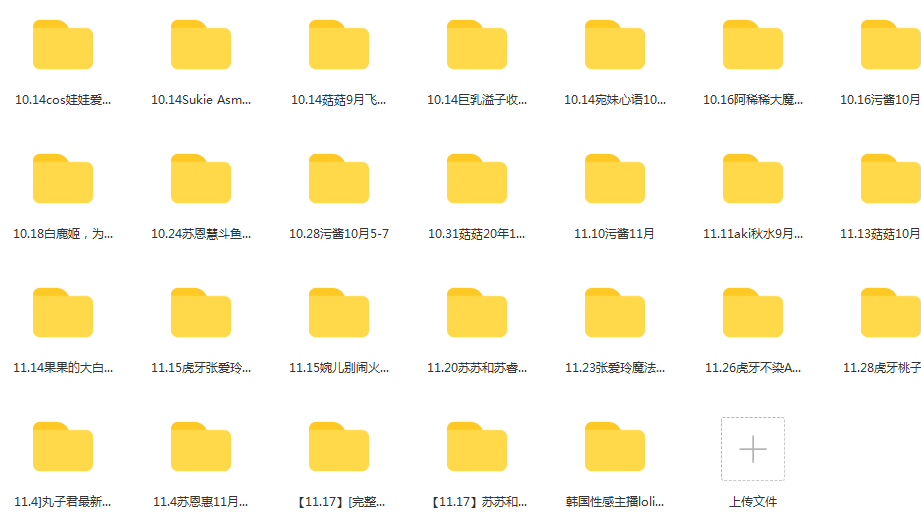 10.14cos娃娃爱...
10.14Sukie Asm...
10.14菇菇9月飞...
10.14巨乳溢子收...
10.14宛妹心语10...
10.16阿稀稀大魔...
10.16污酱10月
10.18白鹿姬，为...
10.24苏恩慧斗鱼...
10.28污酱10月5-7
10.31菇菇20年1...
11.10污酱11月
11.11aki秋水9月...
11.13菇菇10月
11.14果果的大白...
11.15虎牙张爱玲...
11.15婉儿别闹火...
11.20苏苏和苏睿...
11.23张爱玲魔法...
11.26虎牙不染A...
11.28虎牙桃子
11.4]丸子君最新...
11.4苏恩惠11月...
【11.17】[完整...
【11.17】苏苏和...
韩国性感主播loli...
上传文件